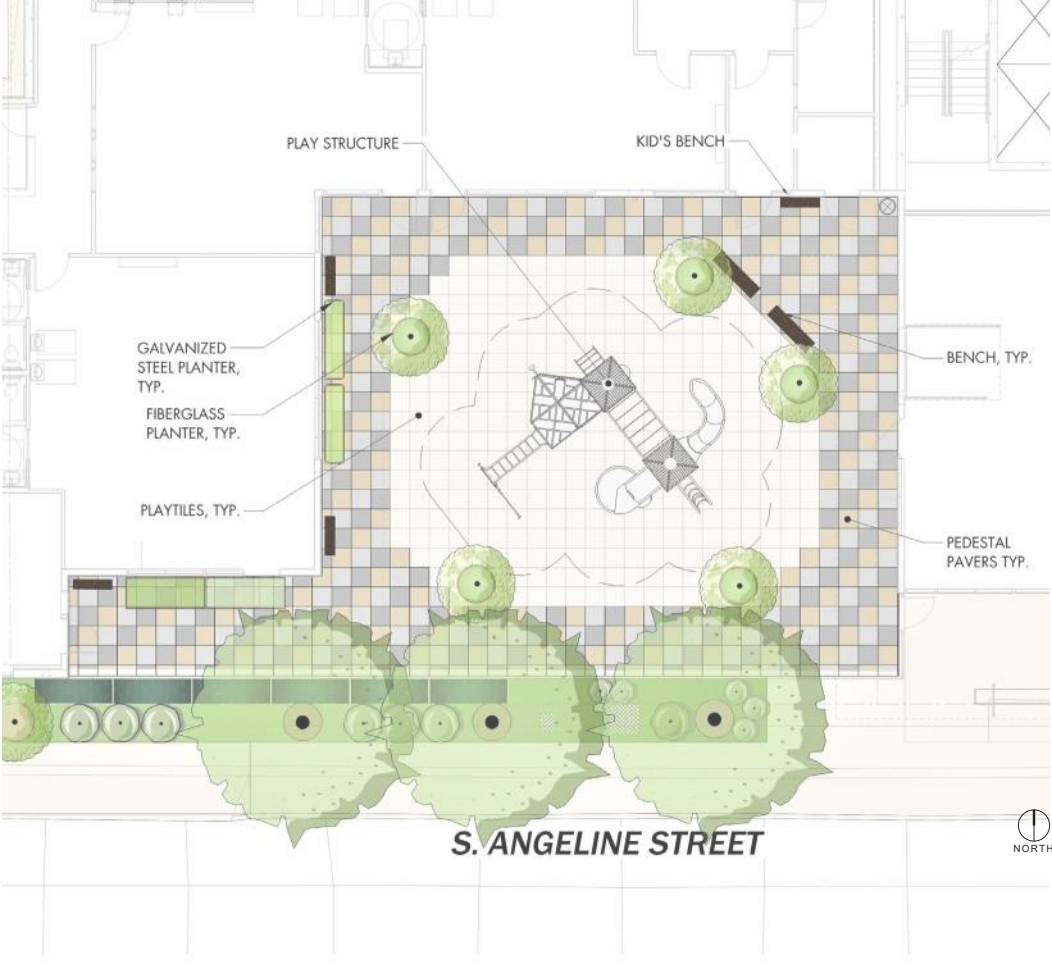 PLAY STRUCTURE
KID'S BENCH
GALVANIZED
STEEL PLANTER,
TYP.
BENCH, TYP.
FIBERGLASS
PLANTER, TYP.
PLAYTILES, TYP.
PEDESTAL
PAVERS TYP.
S. ANGELINE STREET
NORTH